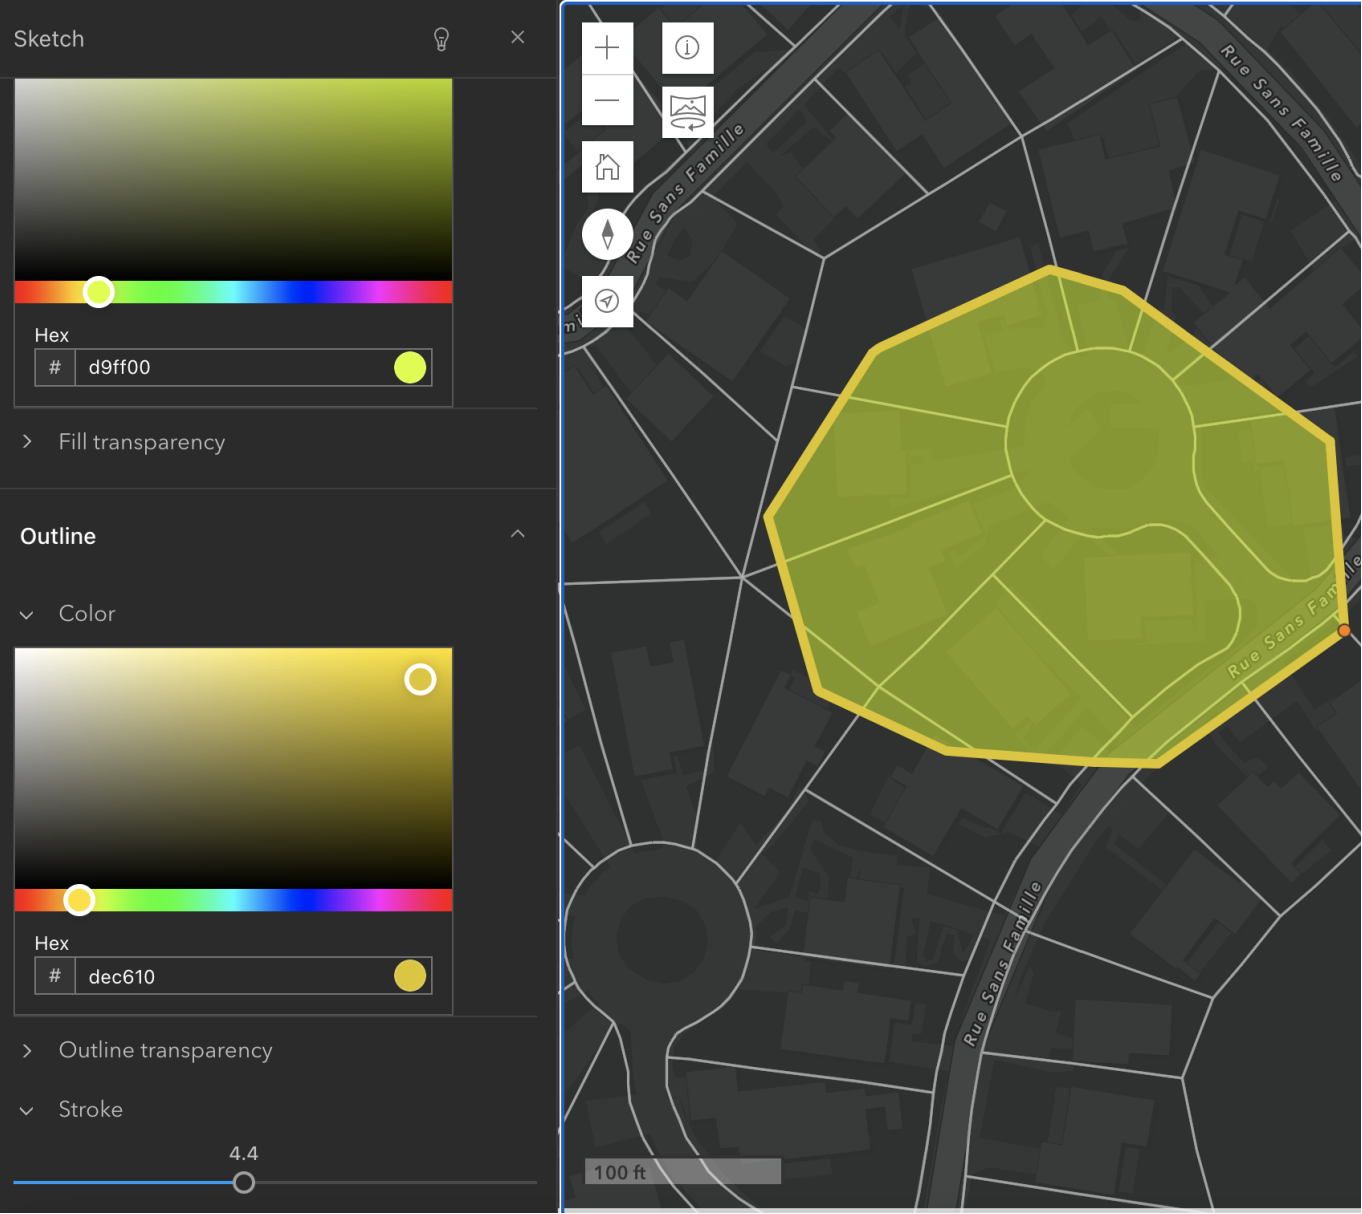 Sketch
Hex
# d9ff00
Fill transparency
Outline
Color
Hex
# dec610
Outline transparency
Stroke
4.4
Rue Sans Famille
Rue Sans Famille
mi
Rue Sans Famille
Rue Sans Famille
100 ft